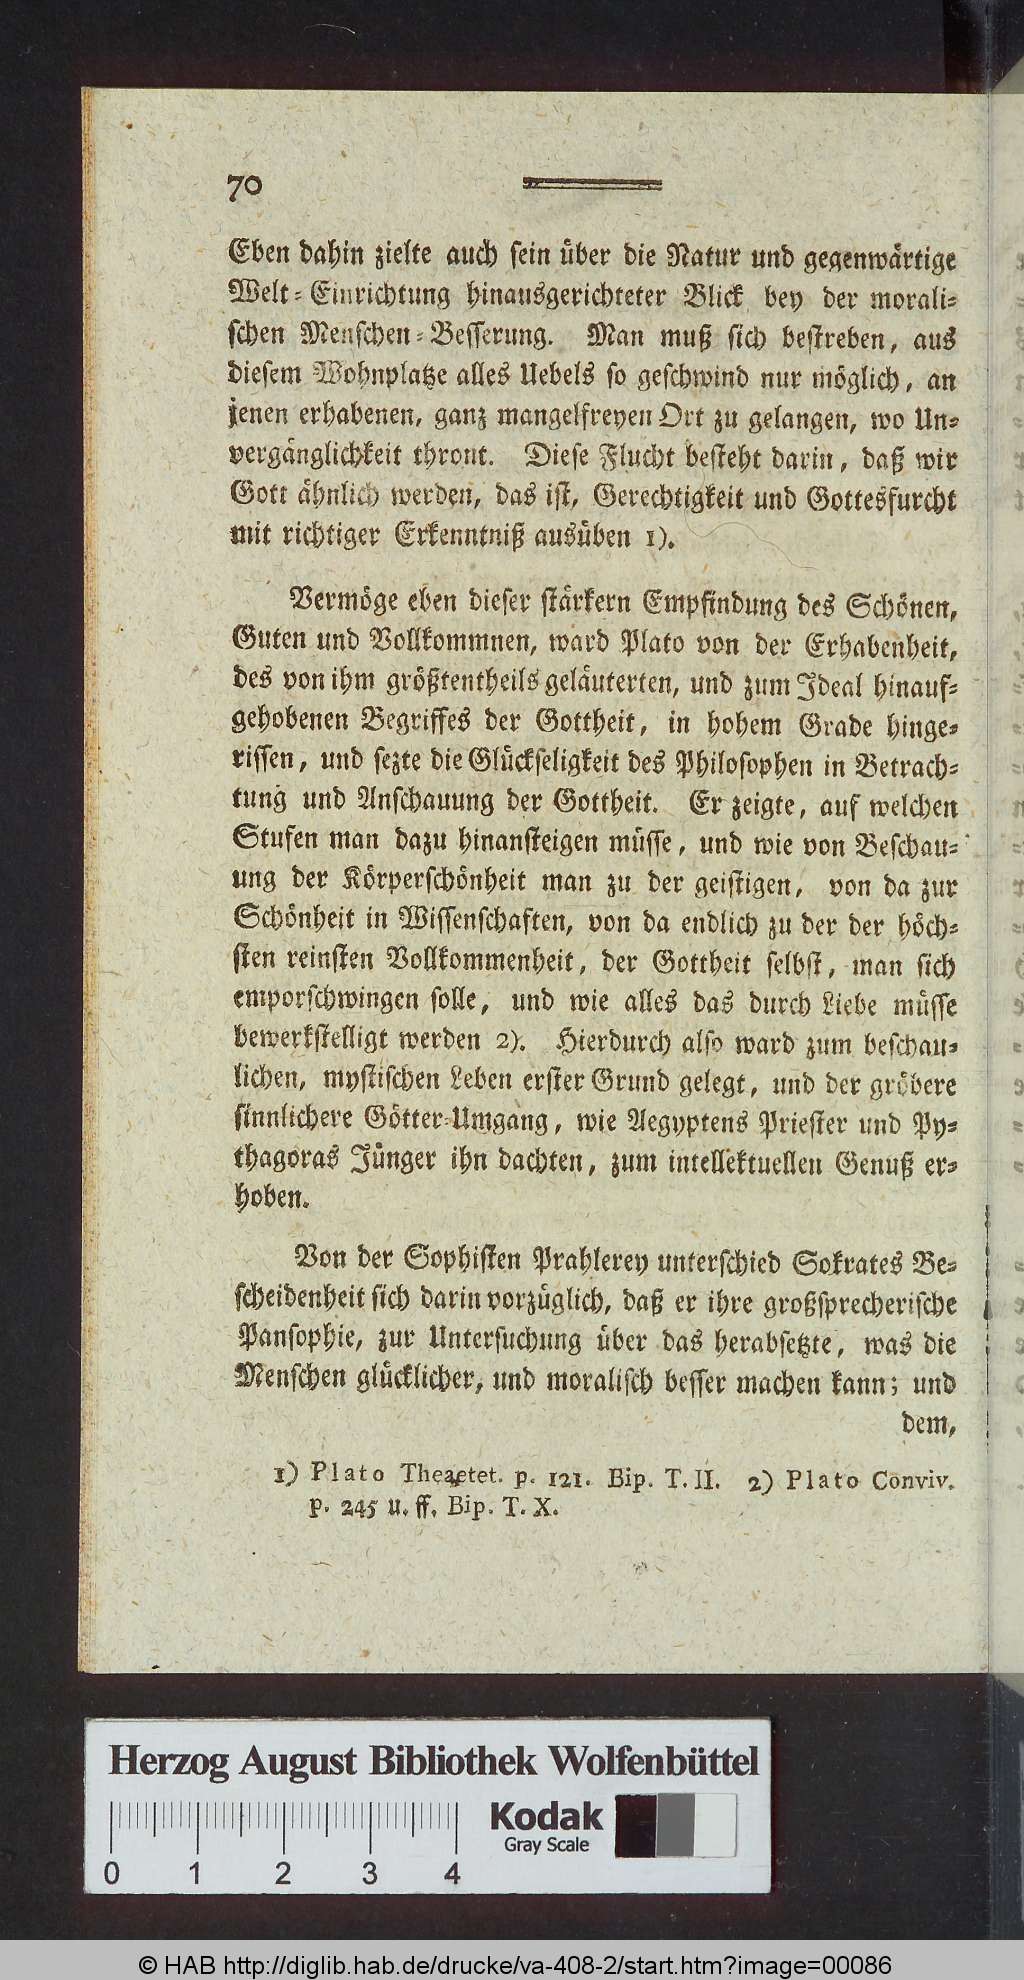 70
Eben dahin zielte auch sein über die Natur und gegenwärtige
Welt-Einrichtung hinausgerichteter Blick bey der morali-
schen Menschen-Besserung. Man muß sich bestreben, aus
diesem Wohnplatze alles Uebels so geschwind nur möglich, an
jenen erhabenen, ganz mangelfreyen Ort zu gelangen, wo Un-
vergänglichkeit thront. Diese Flucht besteht darin, daß wir
Gott ähnlich werden, das ist, Gerechtigkeit und Gottesfurcht
mit richtiger Erkenntniß ausüben 1).
Vermöge eben dieser stärkern Empfindung des Schönen,
Guten und Vollkommnen, ward Plato von der Erhabenheit,
des von ihm größtentheils geläuterten, und zum Ideal hinauf-
gehobenen Begriffes der Gottheit, in hohem Grade hinge-
rissen, und sezte die Glückseligkeit des Philosophen in Betrach-
tung und Anschauung der Gottheit. Er zeigte, auf welchen
Stufen man dazu hinansteigen müsse, und wie von Beschau-
ung der Körperschönheit man zu der geistigen, von da zur
Schönheit in Wissenschaften, von da endlich zu der der höch-
sten reinsten Vollkommenheit, der Gottheit selbst, man sich
emporschwingen solle, und wie alles das durch Liebe müsse
bewerkstelligt werden 2). Hierdurch also ward zum beschau-
lichen, mystischen Leben erster Grund gelegt, und der gröbere
sinnlichere Götter-Umgang, wie Aegyptens Priester und Py-
thagoras Jünger ihn dachten, zum intellektuellen Genuß er-
hoben.
Von der Sophisten Prahlerey unterschied Sokrates Be-
scheidenheit sich darin vorzüglich, daß er ihre großsprecherische
Pansophie, zur Untersuchung über das herabsetzte, was die
Menschen glücklicher, und moralisch besser machen kann; und
dem,
1) Plato Theaetet. p. 121. Bip. T. II. 2) Plato Conviv.
p. 245 u. ff. Bip. T. X.
Herzog August Bibliothek Wolfenbüttel
Kodak
Gray Scale
0 1 2 3 4
© HAB http://diglib.hab.de/drucke/va-408-2/start.htm?image=00086